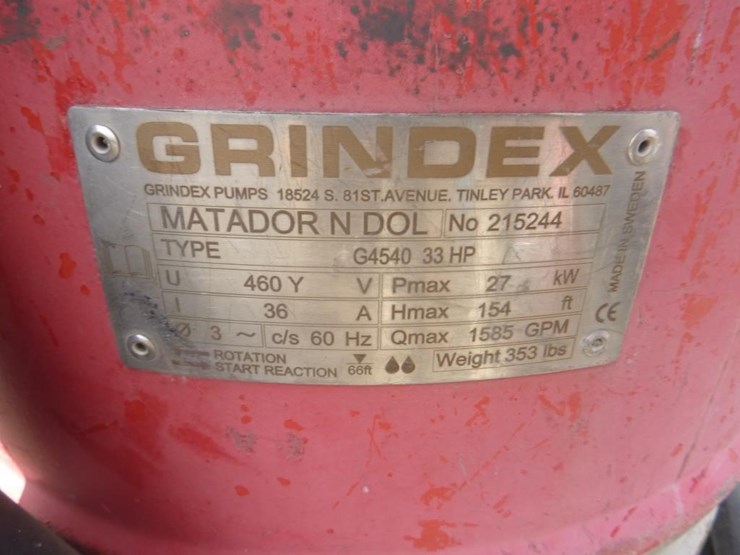 GRINDEX
GRINDEX PUMPS 18524 S. 81ST.AVENUE. TINLEY PARK. IL 60487
MATADOR N DOL No 215244
TYPE G4540 33 HP
U 460 Y V Pmax 27 kW
I 36 A Hmax 154 ft
Ø 3 ~ c/s 60 Hz Qmax 1585 GPM
ROTATION
START REACTION 66ft Weight 353 lbs
MADE IN SWEDEN
CE